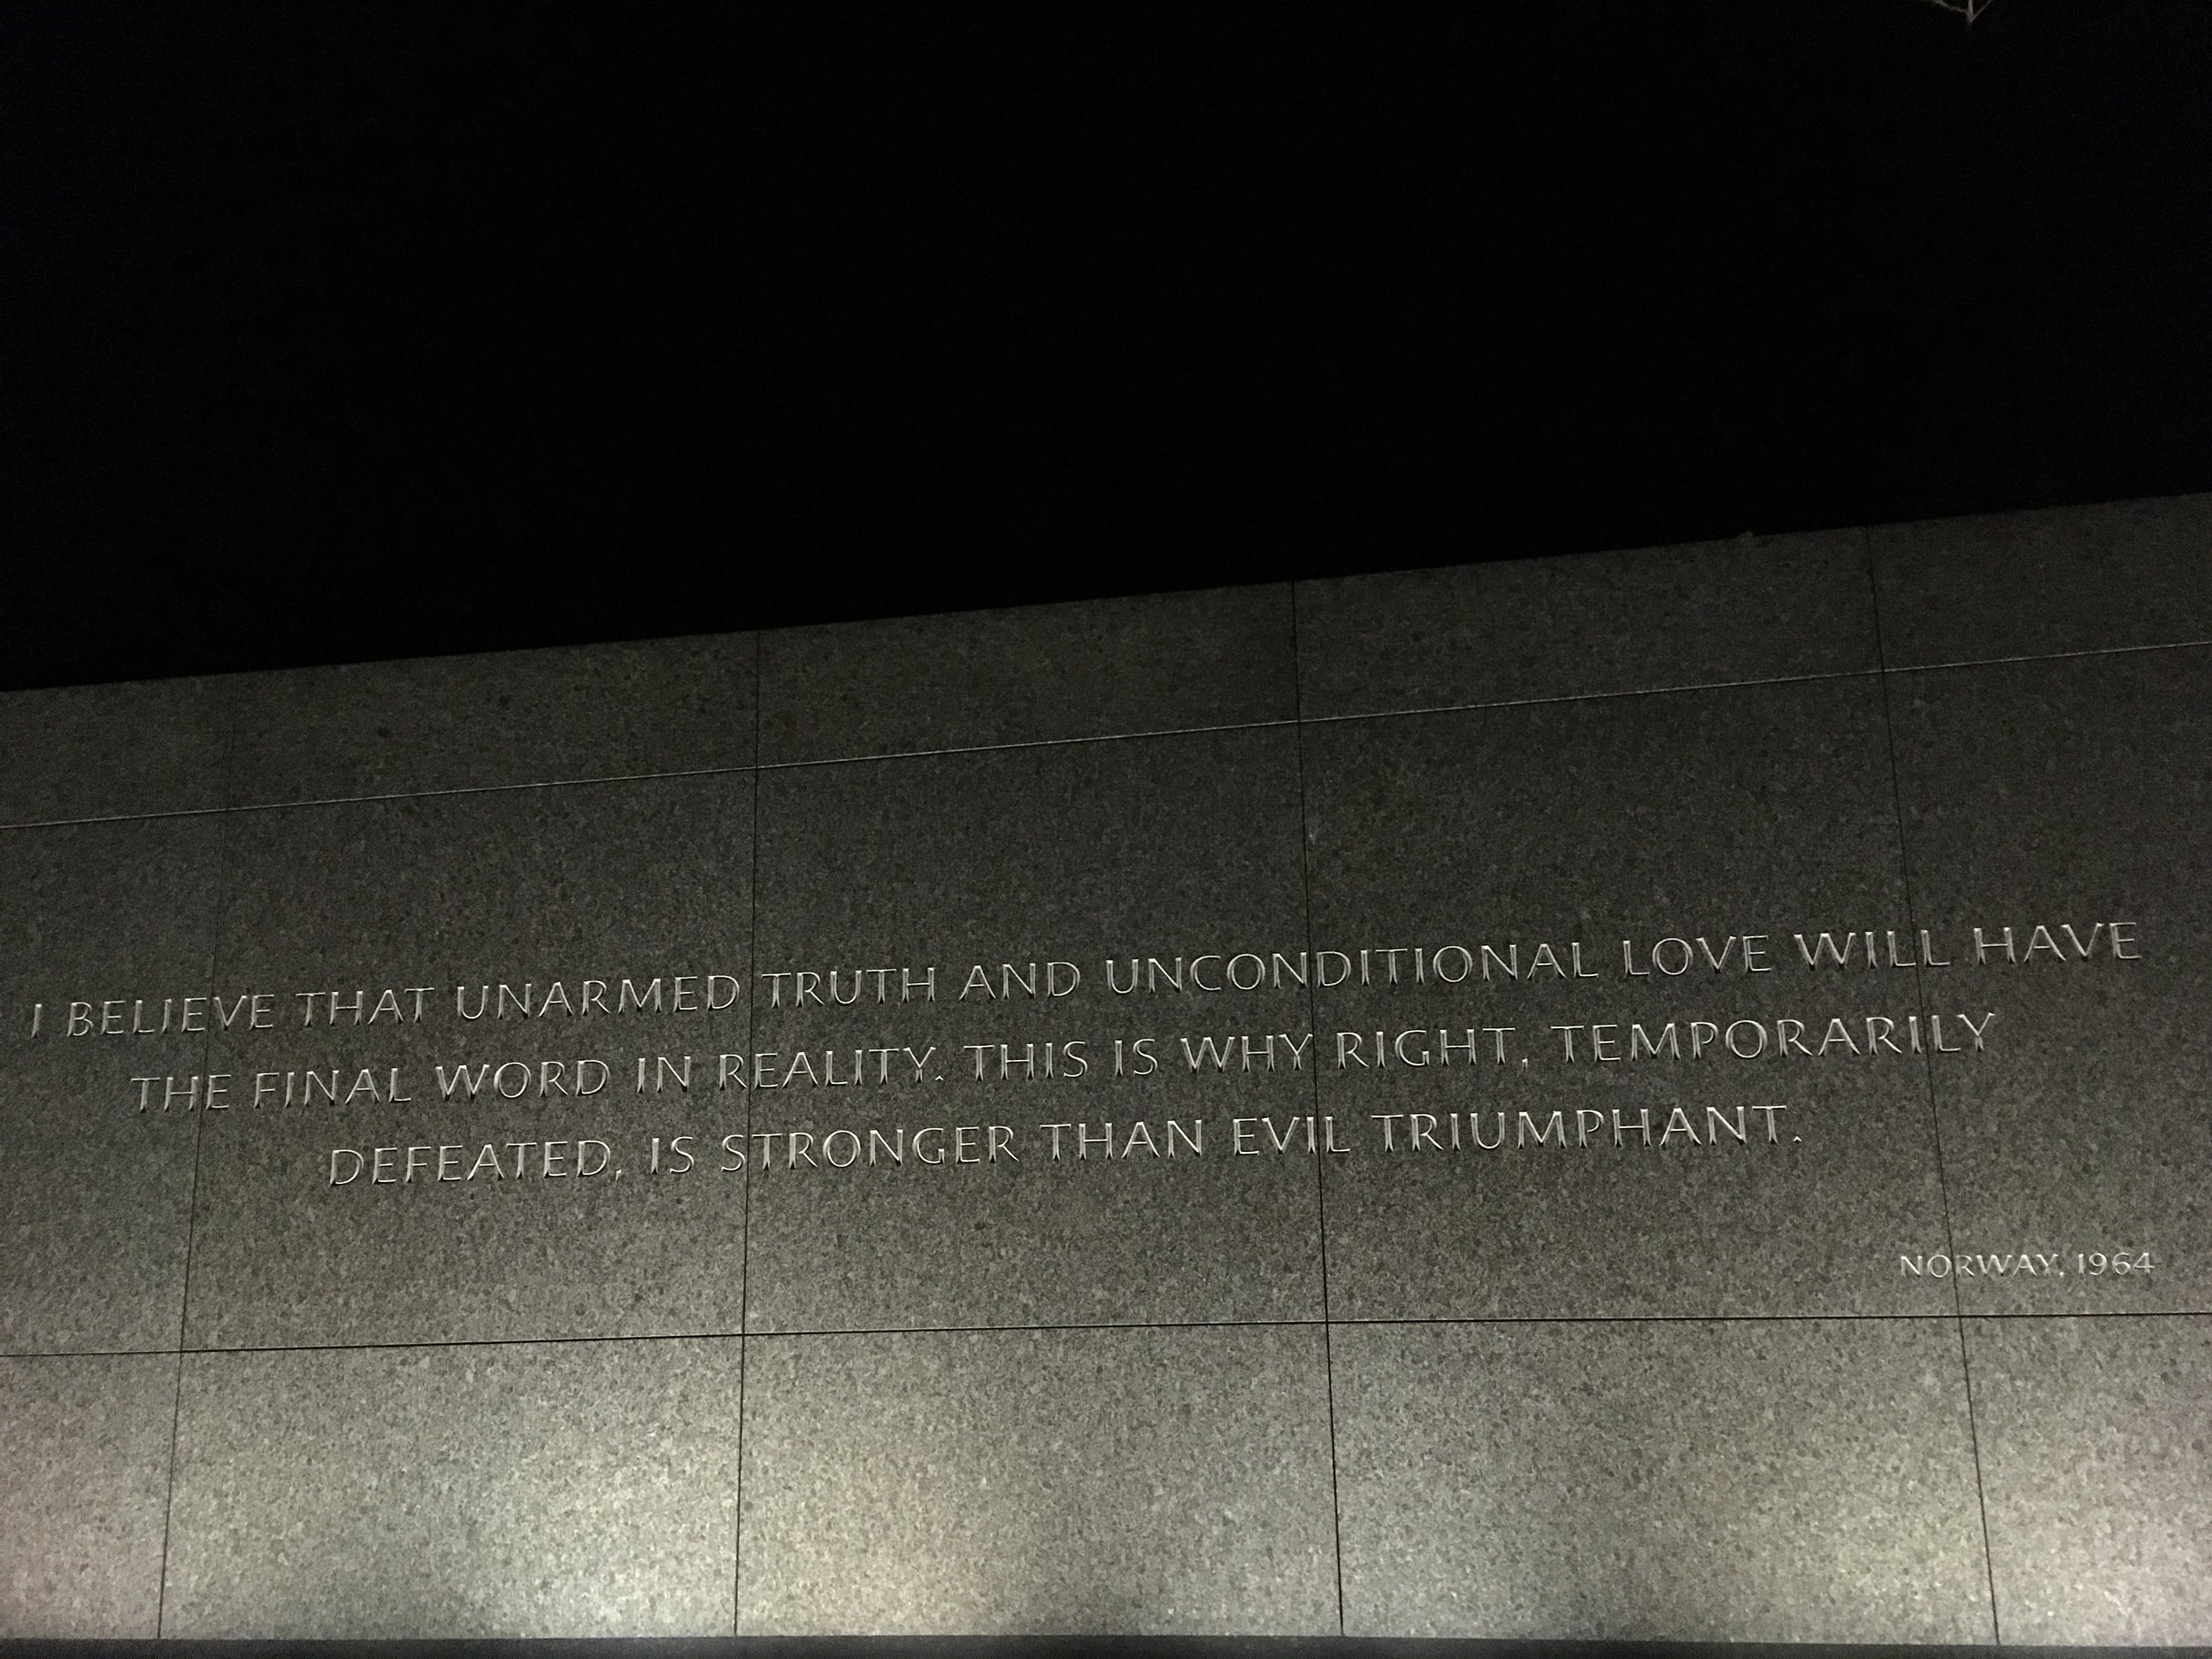 I BELIEVE THAT UNARMED TRUTH AND UNCONDITIONAL LOVE WILL HAVE
THE FINAL WORD IN REALITY. THIS IS WHY RIGHT, TEMPORARILY
DEFEATED, IS STRONGER THAN EVIL TRIUMPHANT.
NORWAY, 1964